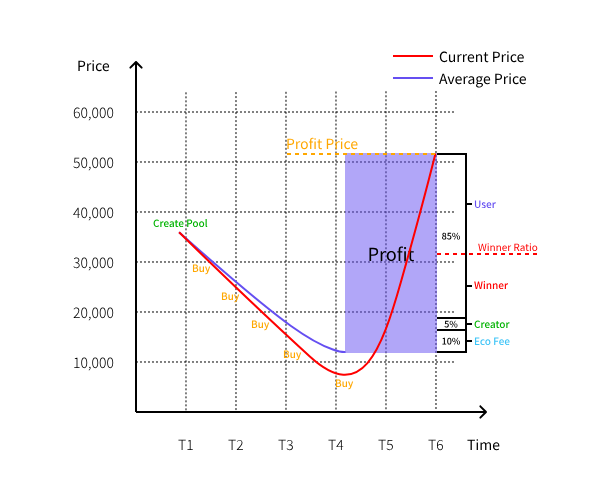 Current Price
Average Price
Price
60,000
50,000
40,000
30,000
20,000
10,000
Profit Price
Create Pool
Buy
Buy
Buy
Buy
Buy
Profit
User
85%
Winner Ratio
Winner
5%
Creator
10%
Eco Fee
T1
T2
T3
T4
T5
T6
Time